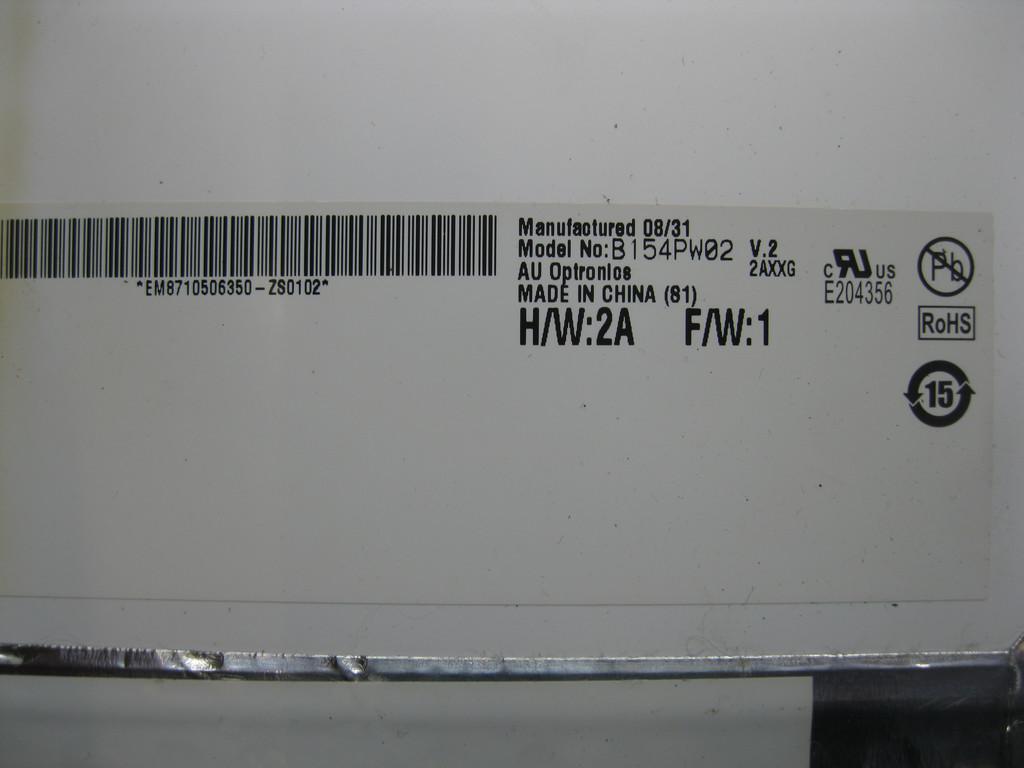 *EM8710506350-ZS0102*
Manufactured 08/31
Model No:B154PW02 V.2
2AXXG
AU Optronics
MADE IN CHINA (S1)
H/W:2A F/W:1
c RU US
E204356
Pb
RoHS
15